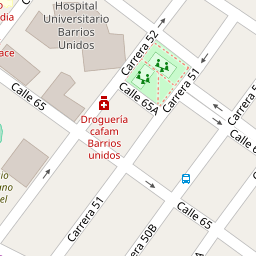 Hospital
Universitario
Barrios
Unidos
Carrera 52
Calle 65
Calle 65A
Carrera 51
Droguería
cafam
Barrios
unidos
Carrera 51
Carrera 50B
Calle 65